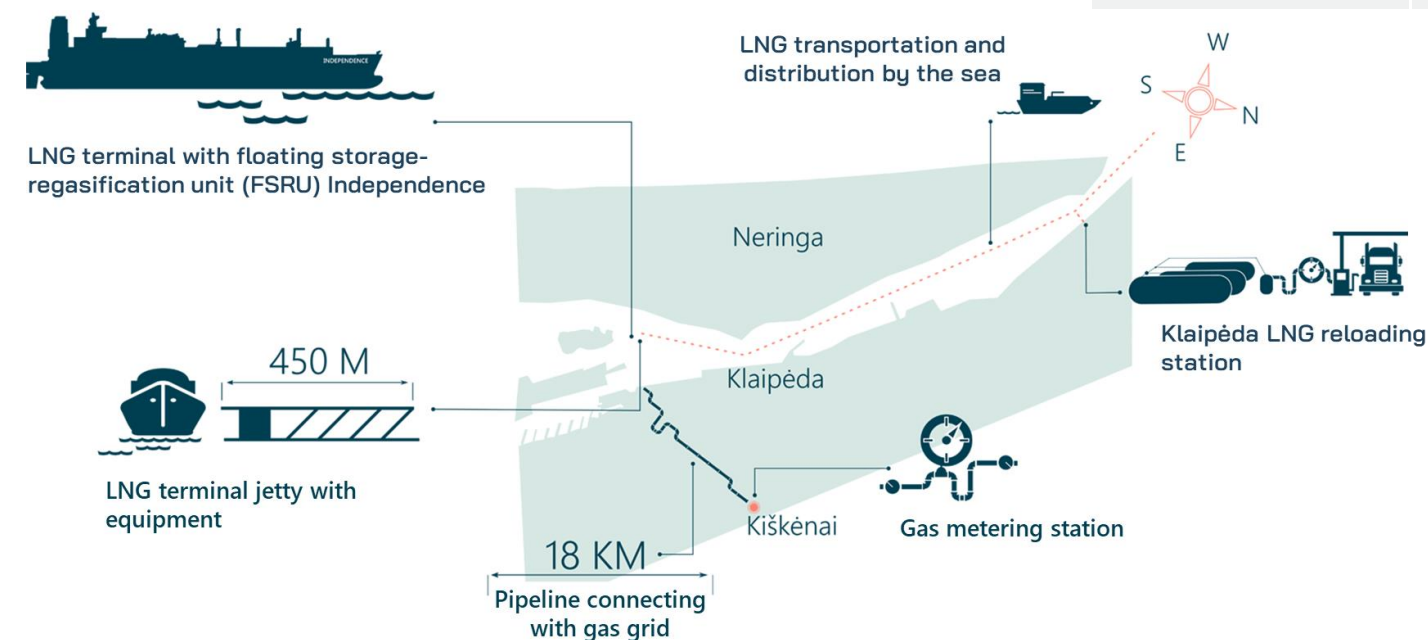 INDEPENDENCE
LNG terminal with floating storage-
regasification unit (FSRU) Independence
LNG transportation and
distribution by the sea
W
S
N
E
Neringa
Klaipėda LNG reloading
station
450 M
Klaipėda
LNG terminal jetty with
equipment
Kiškėnai
Gas metering station
18 KM
Pipeline connecting
with gas grid